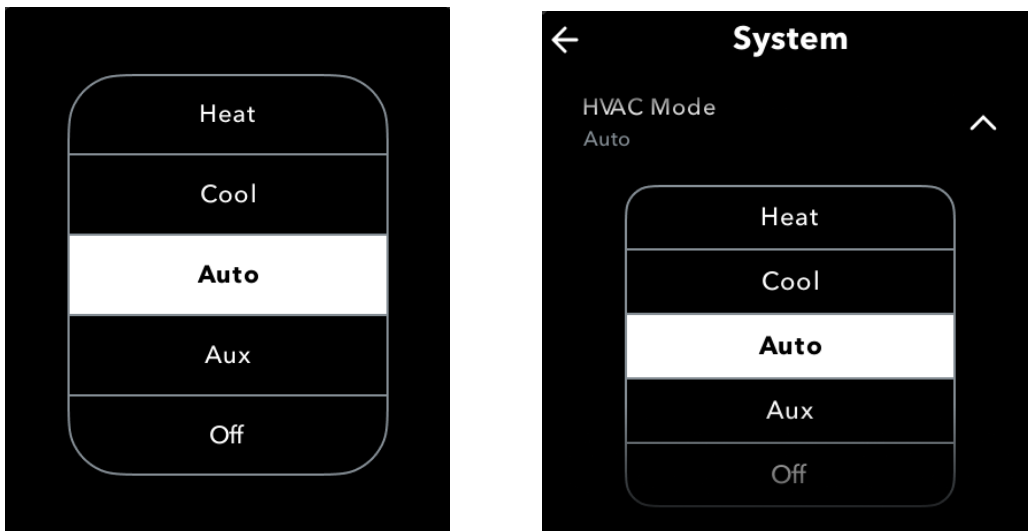 Heat
Cool
Auto
Aux
Off
System
HVAC Mode
Auto
Heat
Cool
Auto
Aux
Off